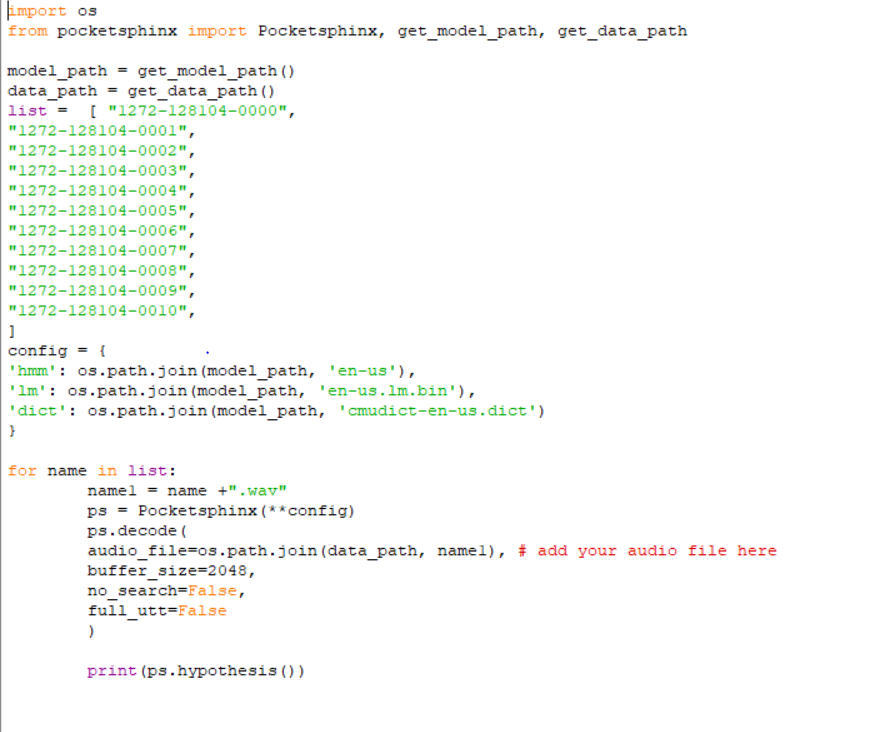 import os
from pocketsphinx import Pocketsphinx, get_model_path, get_data_path

model_path = get_model_path()
data_path = get_data_path()
list =  [ "1272-128104-0000",
"1272-128104-0001",
"1272-128104-0002",
"1272-128104-0003",
"1272-128104-0004",
"1272-128104-0005",
"1272-128104-0006",
"1272-128104-0007",
"1272-128104-0008",
"1272-128104-0009",
"1272-128104-0010",
]
config = {
'hmm': os.path.join(model_path, 'en-us'),
'lm': os.path.join(model_path, 'en-us.lm.bin'),
'dict': os.path.join(model_path, 'cmudict-en-us.dict')
}

for name in list:
        name1 = name +".wav"
        ps = Pocketsphinx(**config)
        ps.decode(
        audio_file=os.path.join(data_path, name1), # add your audio file here
        buffer_size=2048,
        no_search=False,
        full_utt=False
        )

        print(ps.hypothesis())